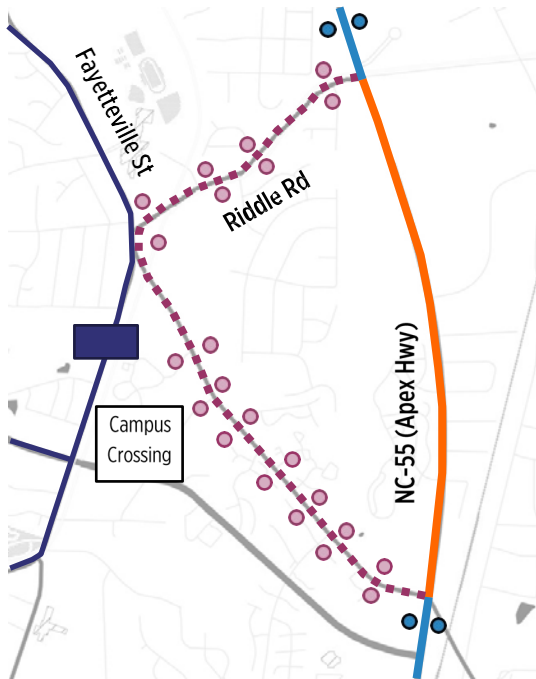 Fayetteville St
Riddle Rd
NC-55 (Apex Hwy)
Campus
Crossing